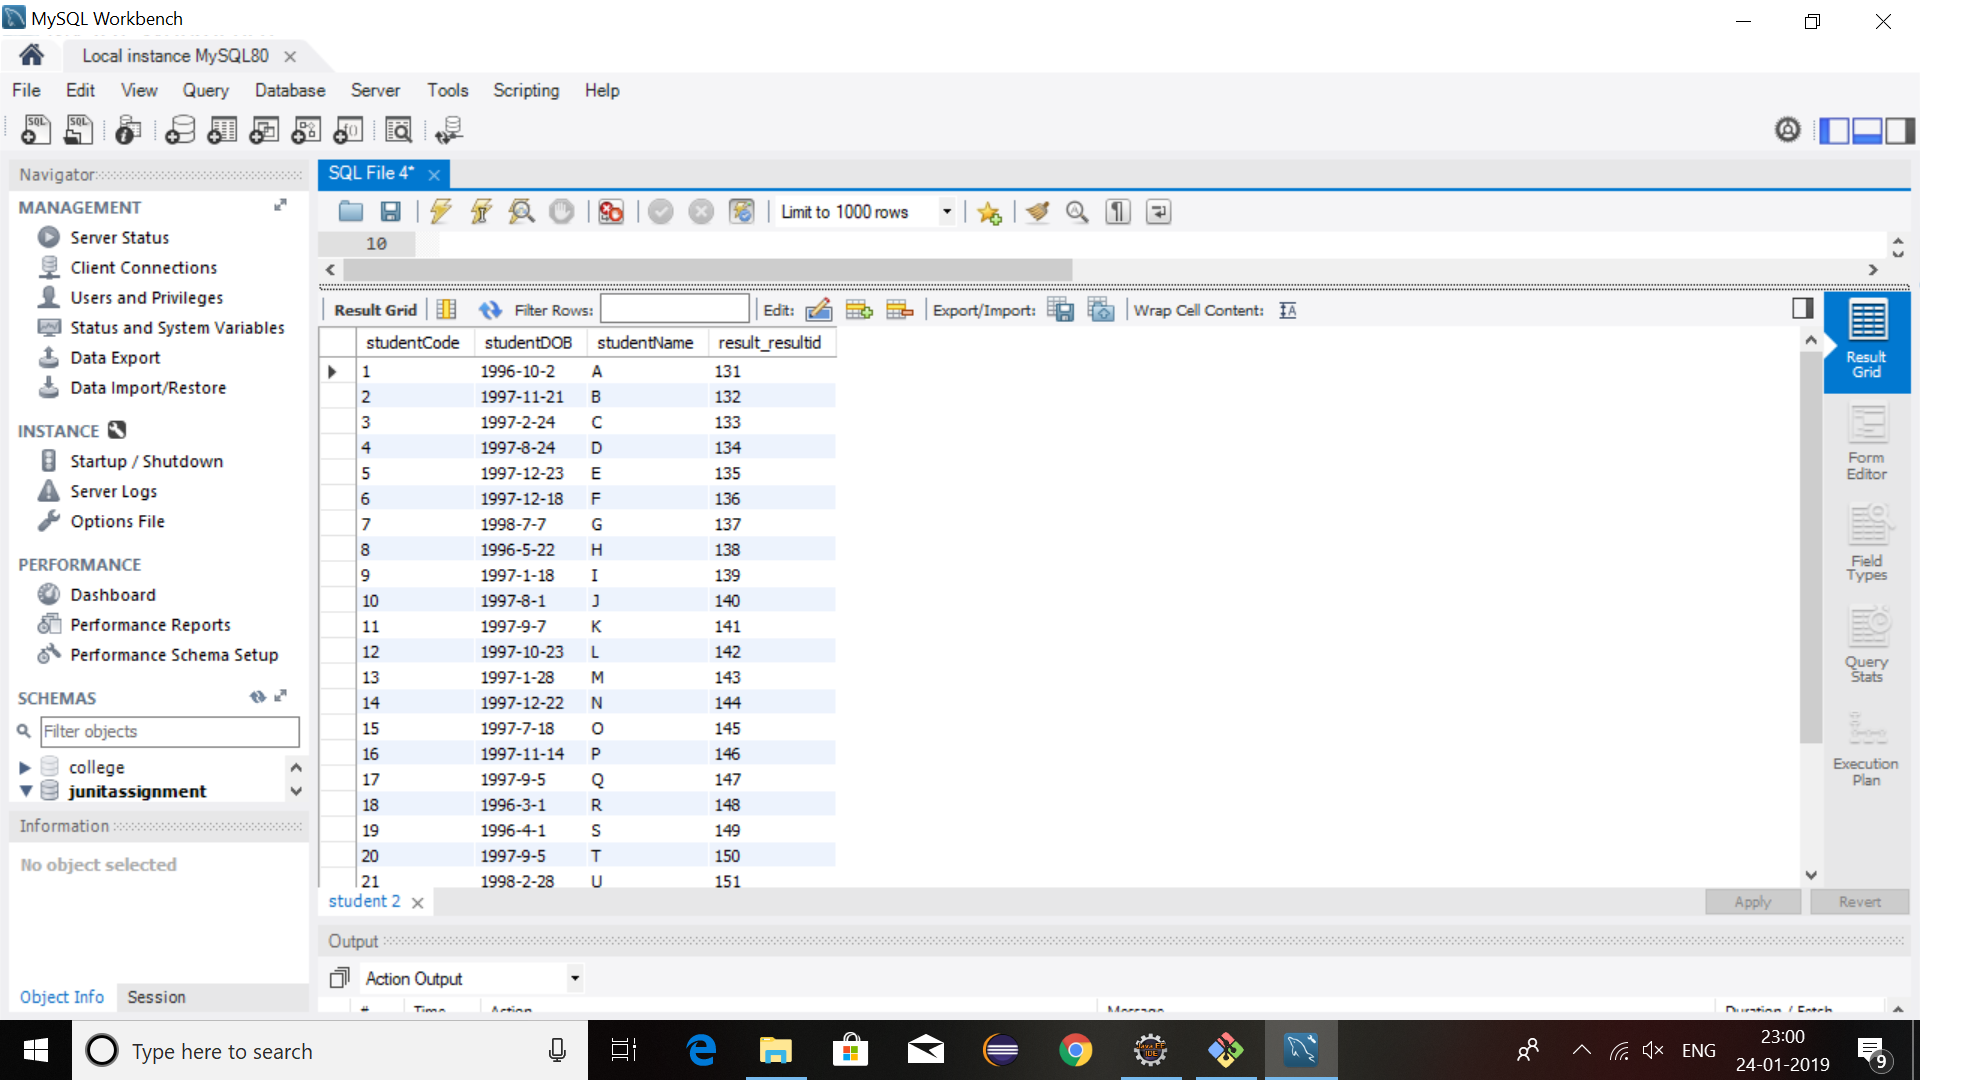 MySQL Workbench
Local instance MySQL80
File Edit View Query Database Server Tools Scripting Help
Navigator
MANAGEMENT
Server Status
Client Connections
Users and Privileges
Status and System Variables
Data Export
Data Import/Restore
INSTANCE
Startup / Shutdown
Server Logs
Options File
PERFORMANCE
Dashboard
Performance Reports
Performance Schema Setup
SCHEMAS
Filter objects
college
junitassignment
Information
No object selected
Object Info Session
SQL File 4*
Limit to 1000 rows
10
Result Grid Filter Rows: Edit: Export/Import: Wrap Cell Content:
studentCode studentDOB studentName result_resultid
1 1996-10-2 A 131
2 1997-11-21 B 132
3 1997-2-24 C 133
4 1997-8-24 D 134
5 1997-12-23 E 135
6 1997-12-18 F 136
7 1998-7-7 G 137
8 1996-5-22 H 138
9 1997-1-18 I 139
10 1997-8-1 J 140
11 1997-9-7 K 141
12 1997-10-23 L 142
13 1997-1-28 M 143
14 1997-12-22 N 144
15 1997-7-18 O 145
16 1997-11-14 P 146
17 1997-9-5 Q 147
18 1996-3-1 R 148
19 1996-4-1 S 149
20 1997-9-5 T 150
21 1998-2-28 U 151
Result
Grid
Form
Editor
Field
Types
Query
Stats
Execution
Plan
student 2
Apply Revert
Output
Action Output
# Time Action Message Duration / Fetch
Type here to search
ENG
23:00
24-01-2019
9